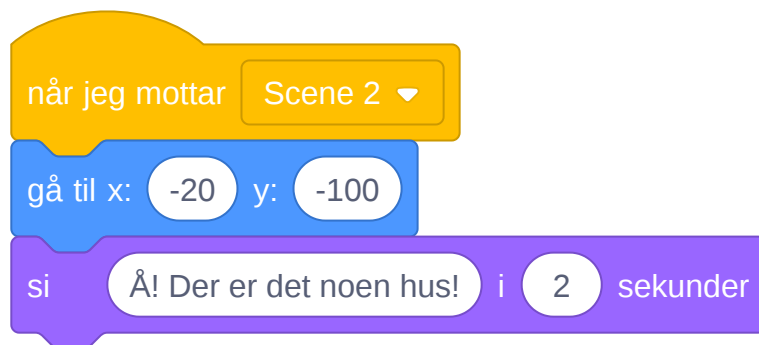 når jeg mottar Scene 2
gå til x: -20 y: -100
si Å! Der er det noen hus! i 2 sekunder